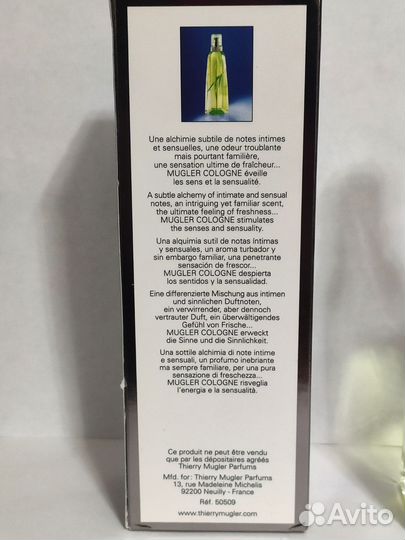 Une alchimie subtile de notes intimes
et sensuelles, une odeur troublante
mais pourtant familière,
une sensation ultime de fraîcheur...
MUGLER COLOGNE éveille
les sens et la sensualité.
A subtle alchemy of intimate and sensual
notes, an intriguing yet familiar scent,
the ultimate feeling of freshness...
MUGLER COLOGNE stimulates
the senses and sensuality.
Una alquimia sutil de notas íntimas
y sensuales, un aroma turbador y
sin embargo familiar, una penetrante
sensación de frescor...
MUGLER COLOGNE despierta
los sentidos y la sensualidad.
Eine differenzierte Mischung aus intimen
und sinnlichen Duftnoten,
ein verwirrender, aber dennoch
vertrauter Duft, ein überwältigendes
Gefühl von Frische...
MUGLER COLOGNE erweckt
die Sinne und die Sinnlichkeit.
Una sottile alchimia di note intime
e sensuali, un profumo inebriante
ma sempre familiare, per una pura
sensazione di freschezza...
MUGLER COLOGNE risveglia
l'energia e la sensualità.
Ce produit ne peut être vendu
que par les dépositaires agréés
Thierry Mugler Parfums
Mfd. for: Thierry Mugler Parfums
13, rue Madeleine Michelis
92200 Neuilly - France
Réf. 50509
www.thierrymugler.com
Avito